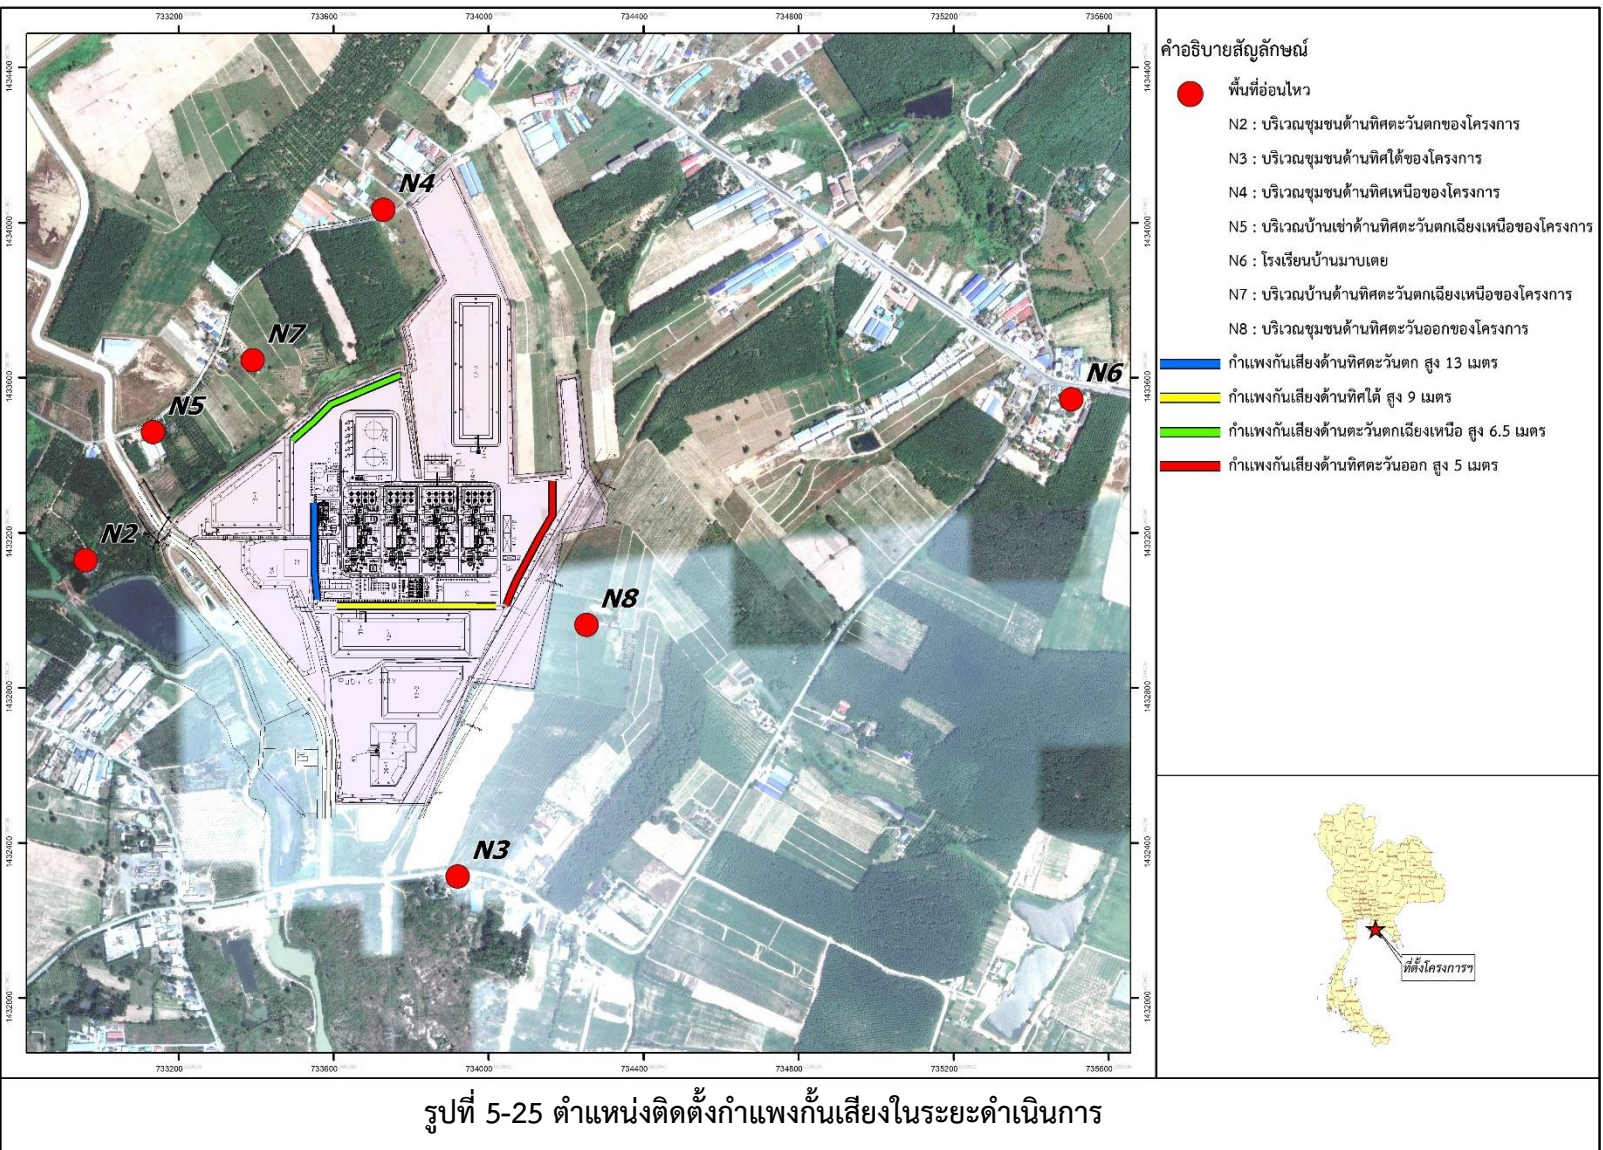 733200 733600 734000 734400 734800 735200 735600
1434400
1434000
1433600
1433200
1432800
1432400
1432000
1434400
1434000
1433600
1433200
1432800
1432400
1432000
N4
N7
N5
N6
N2
N8
N3
733200 733600 734000 734400 734800 735200 735600
คำอธิบายสัญลักษณ์
พื้นที่อ่อนไหว
N2 : บริเวณชุมชนด้านทิศตะวันตกของโครงการ
N3 : บริเวณชุมชนด้านทิศใต้ของโครงการ
N4 : บริเวณชุมชนด้านทิศเหนือของโครงการ
N5 : บริเวณบ้านเช่าด้านทิศตะวันตกเฉียงเหนือของโครงการ
N6 : โรงเรียนบ้านมาบเตย
N7 : บริเวณบ้านด้านทิศตะวันตกเฉียงเหนือของโครงการ
N8 : บริเวณชุมชนด้านทิศตะวันออกของโครงการ
กำแพงกันเสียงด้านทิศตะวันตก สูง 13 เมตร
กำแพงกันเสียงด้านทิศใต้ สูง 9 เมตร
กำแพงกันเสียงด้านตะวันตกเฉียงเหนือ สูง 6.5 เมตร
กำแพงกันเสียงด้านทิศตะวันออก สูง 5 เมตร
ที่ตั้งโครงการฯ
รูปที่ 5-25 ตำแหน่งติดตั้งกำแพงกั้นเสียงในระยะดำเนินการ